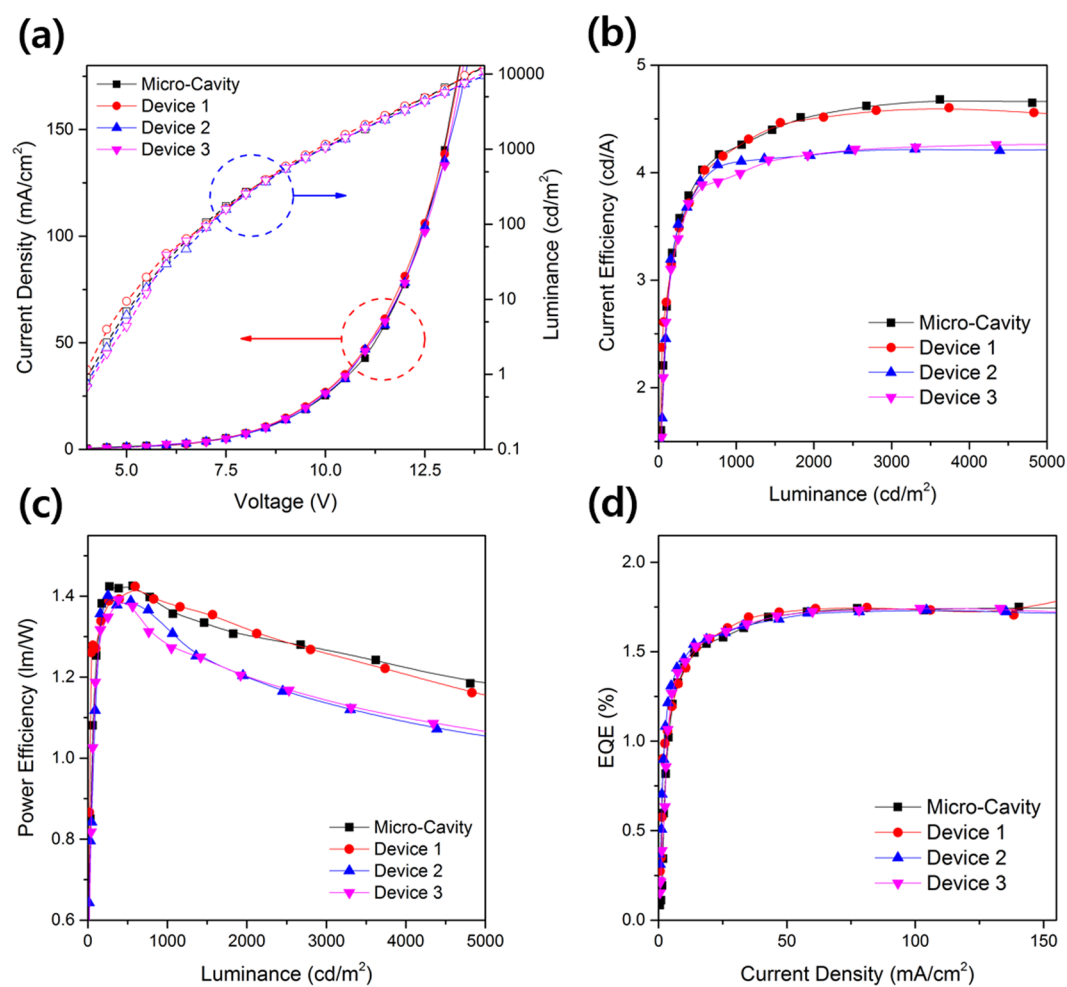 (a)
Micro-Cavity
Device 1
Device 2
Device 3
150
100
50
0
Current Density (mA/cm²)
5.0
7.5
10.0
12.5
Voltage (V)
10000
1000
100
10
1
0.1
Luminance (cd/m²)
(b)
5
4
3
2
Current Efficiency (cd/A)
Micro-Cavity
Device 1
Device 2
Device 3
0
1000
2000
3000
4000
5000
Luminance (cd/m²)
(c)
1.4
1.2
1.0
0.8
0.6
Power Efficiency (lm/W)
Micro-Cavity
Device 1
Device 2
Device 3
0
1000
2000
3000
4000
5000
Luminance (cd/m²)
(d)
2.0
1.5
1.0
0.5
0.0
EQE (%)
Micro-Cavity
Device 1
Device 2
Device 3
0
50
100
150
Current Density (mA/cm²)